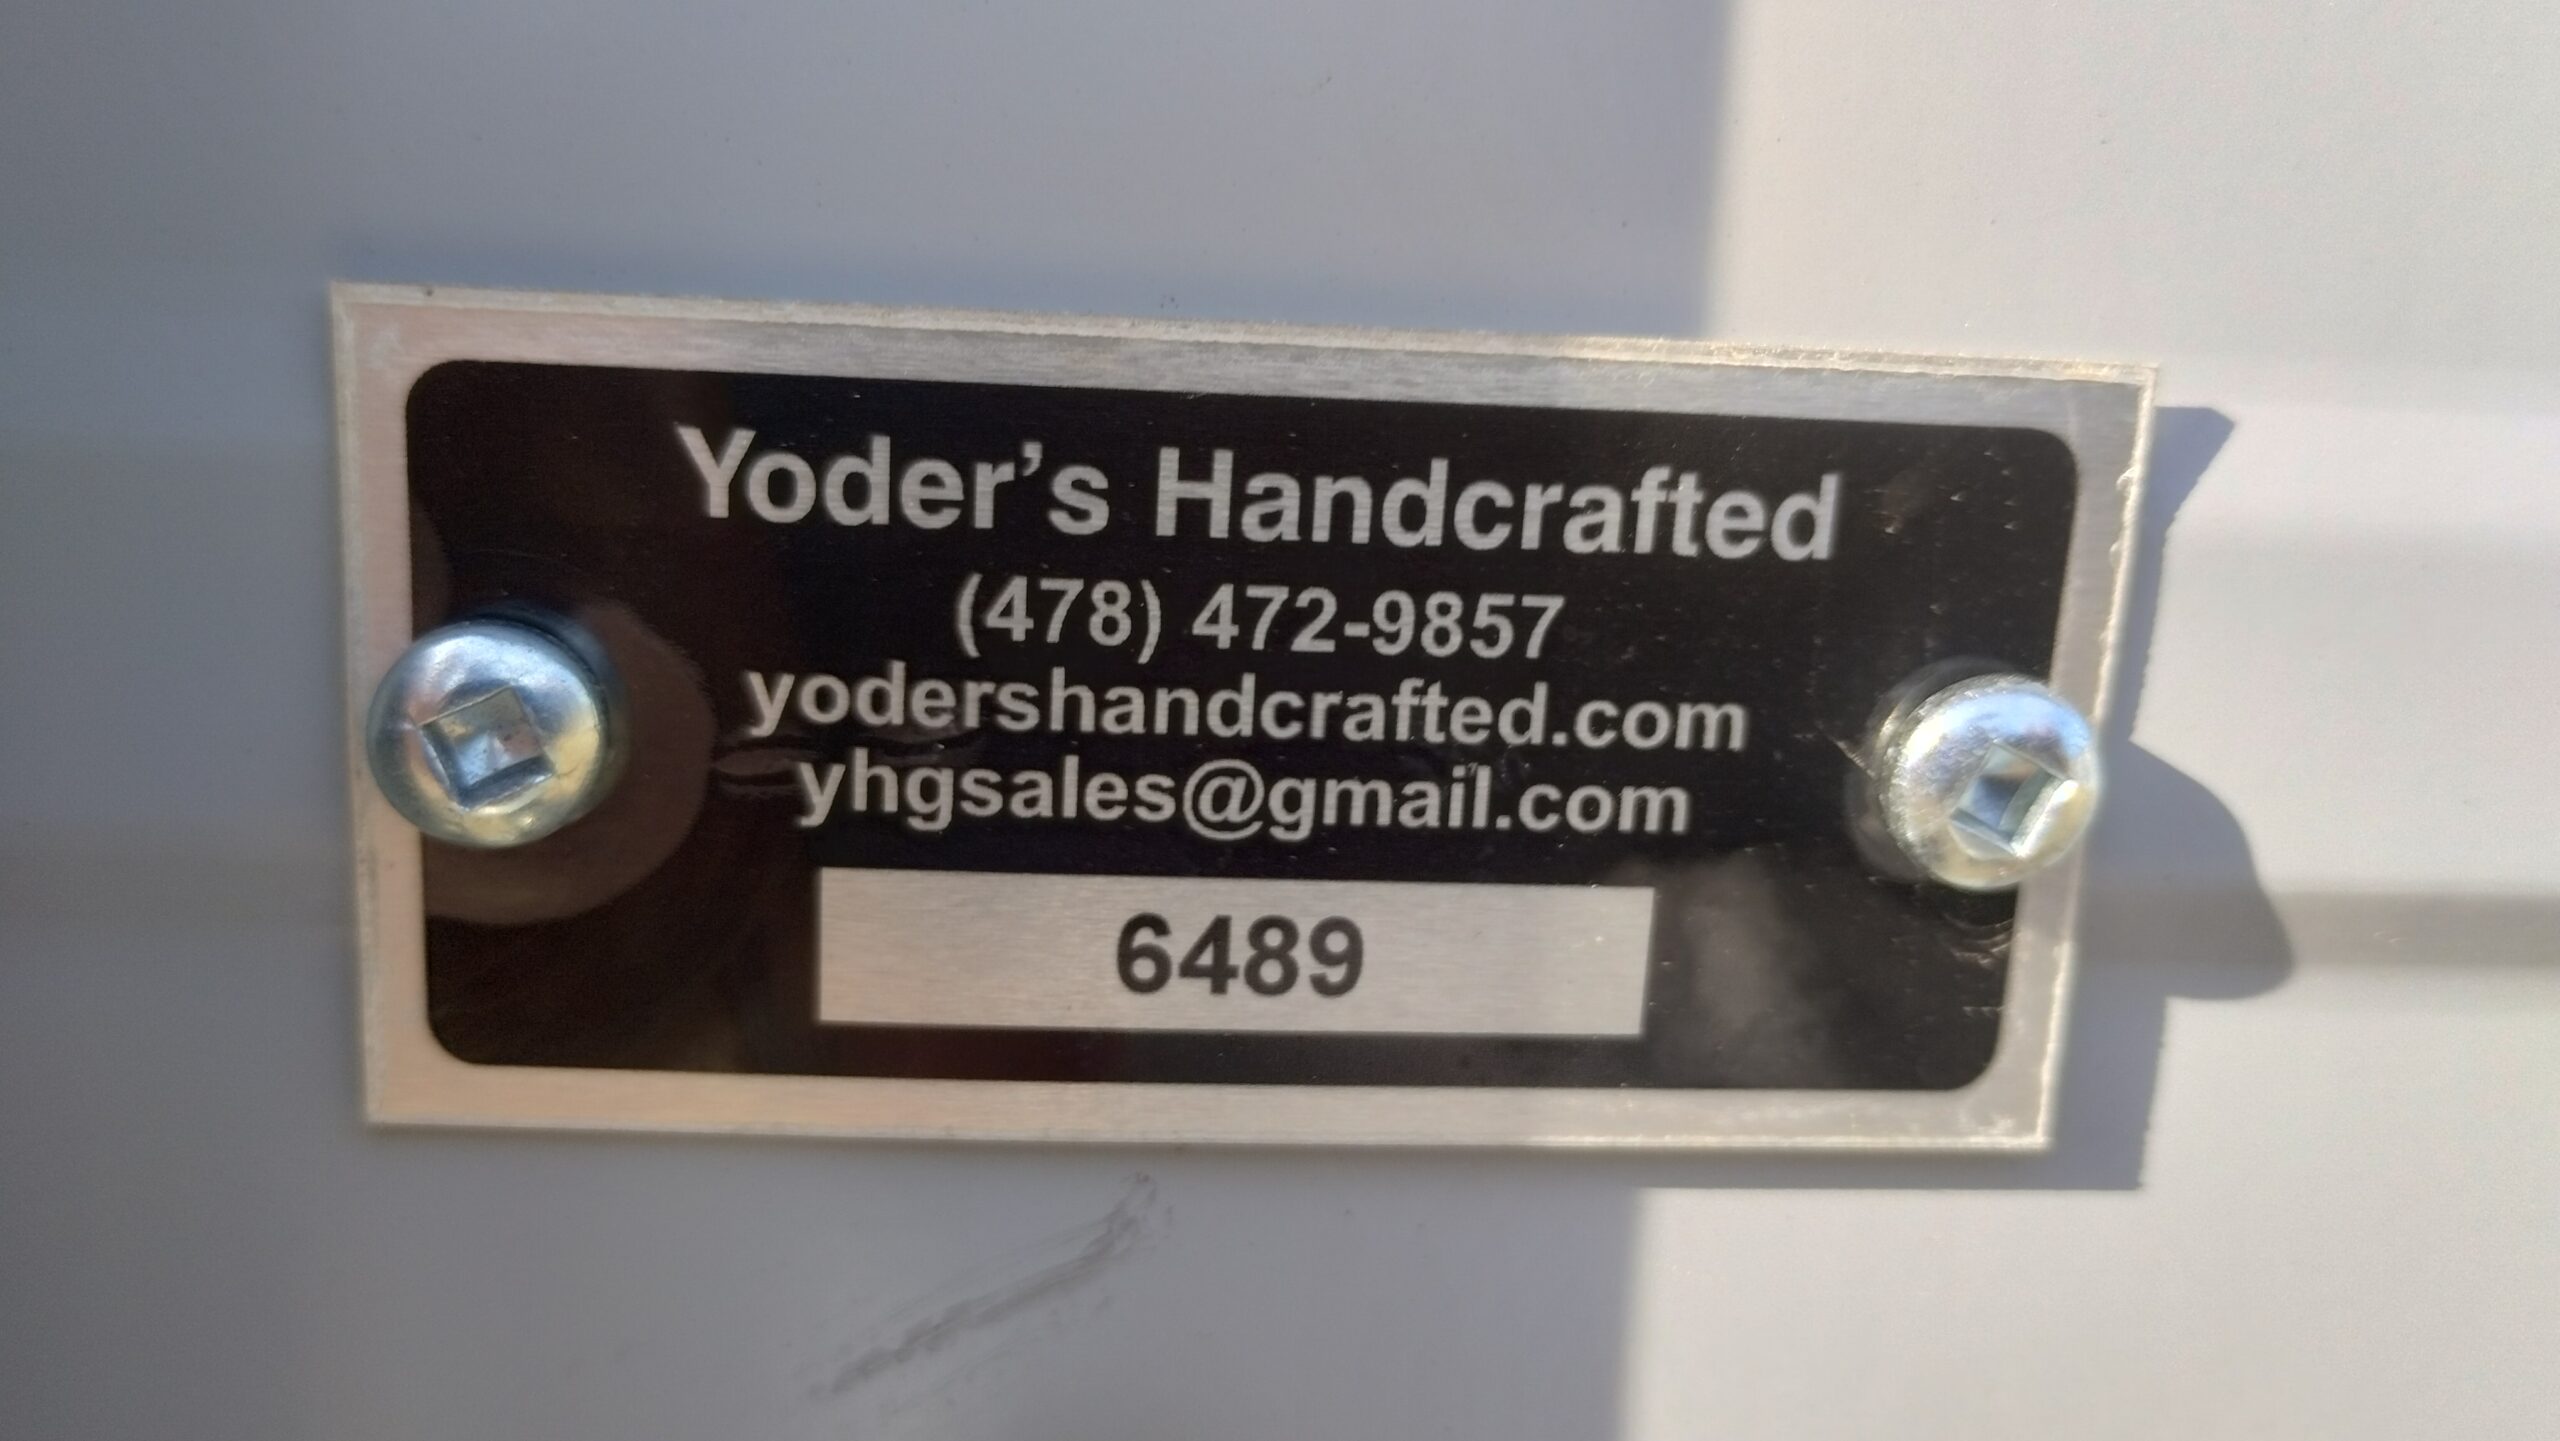 Yoder's Handcrafted
(478) 472-9857
yodershandcrafted.com
yhgsales@gmail.com
6489